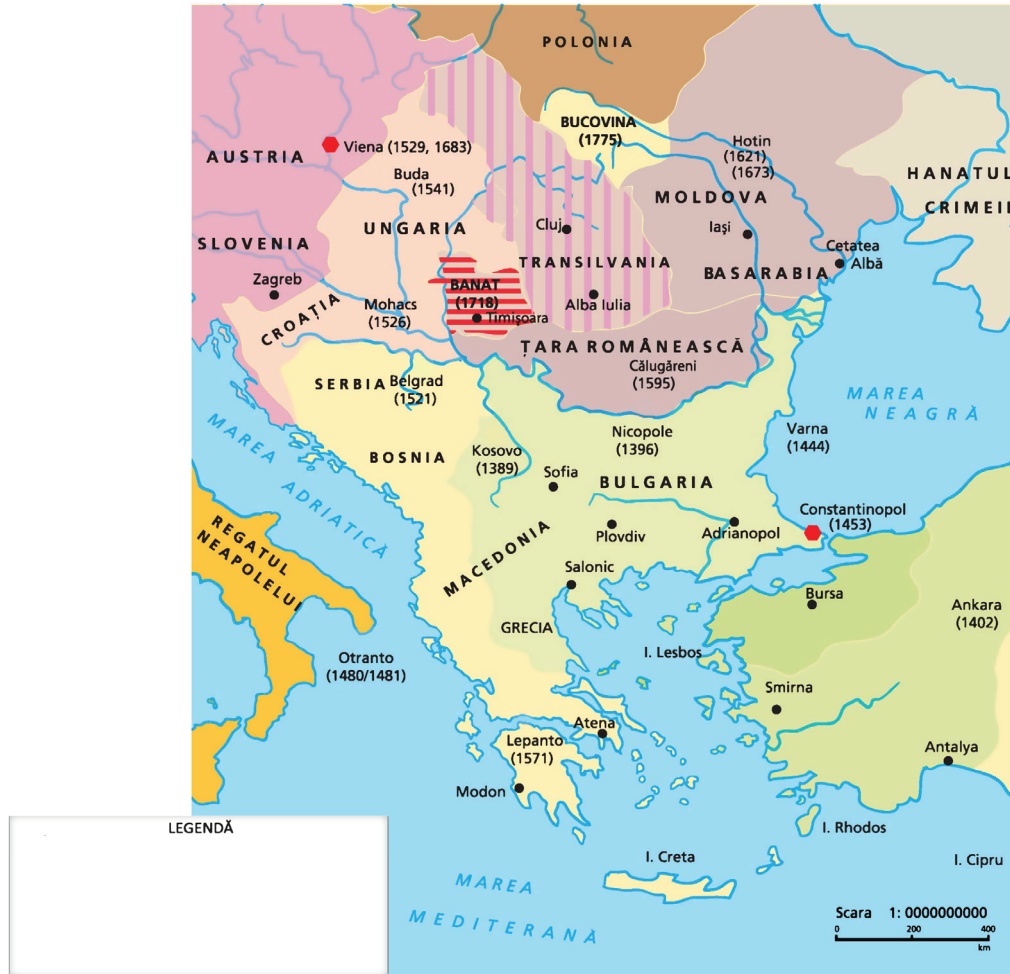 POLONIA
BUCOVINA
(1775)
Hotin
(1621)
(1673)
Viena (1529, 1683)
AUSTRIA
Buda
(1541)
HANATUL
CRIMEII
MOLDOVA
UNGARIA
Cluj
Iași
SLOVENIA
Cetatea
Albă
TRANSILVANIA
BASARABIA
Zagreb
BANAT
(1718)
Alba Iulia
CROAȚIA
Mohacs
(1526)
Timișoara
ȚARA ROMÂNEASCĂ
Călugăreni
(1595)
SERBIA
Belgrad
(1521)
MAREA
NEAGRĂ
Nicopole
(1396)
Varna
(1444)
MAREA ADRIATICĂ
BOSNIA
Kosovo
(1389)
Sofia
BULGARIA
Constantinopol
(1453)
REGATUL
NEAPOLELUI
MACEDONIA
Plovdiv
Adrianopol
Salonic
Bursa
Ankara
(1402)
GRECIA
Otranto
(1480/1481)
I. Lesbos
Smirna
Atena
Lepanto
(1571)
Antalya
Modon
LEGENDĂ
I. Rhodos
I. Creta
I. Cipru
MAREA
MEDITERANĂ
Scara 1: 0000000000
0 200 400
km